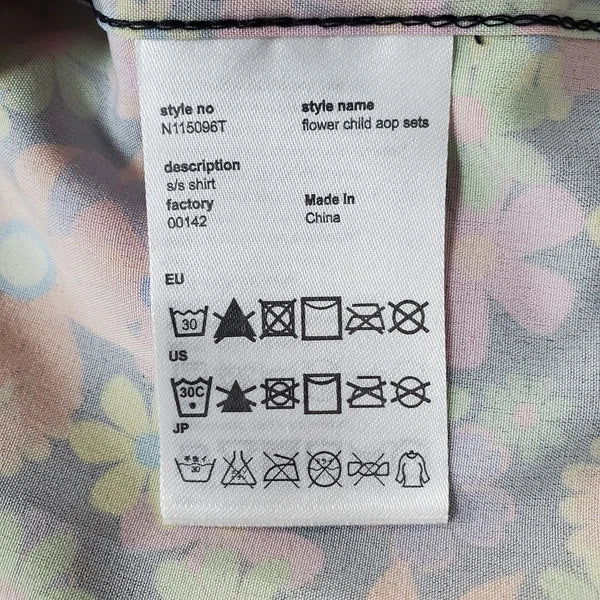 style no
N115096T
style name
flower child aop sets
description
s/s shirt
factory
00142
Made in
China
EU
30
US
30C
JP
30